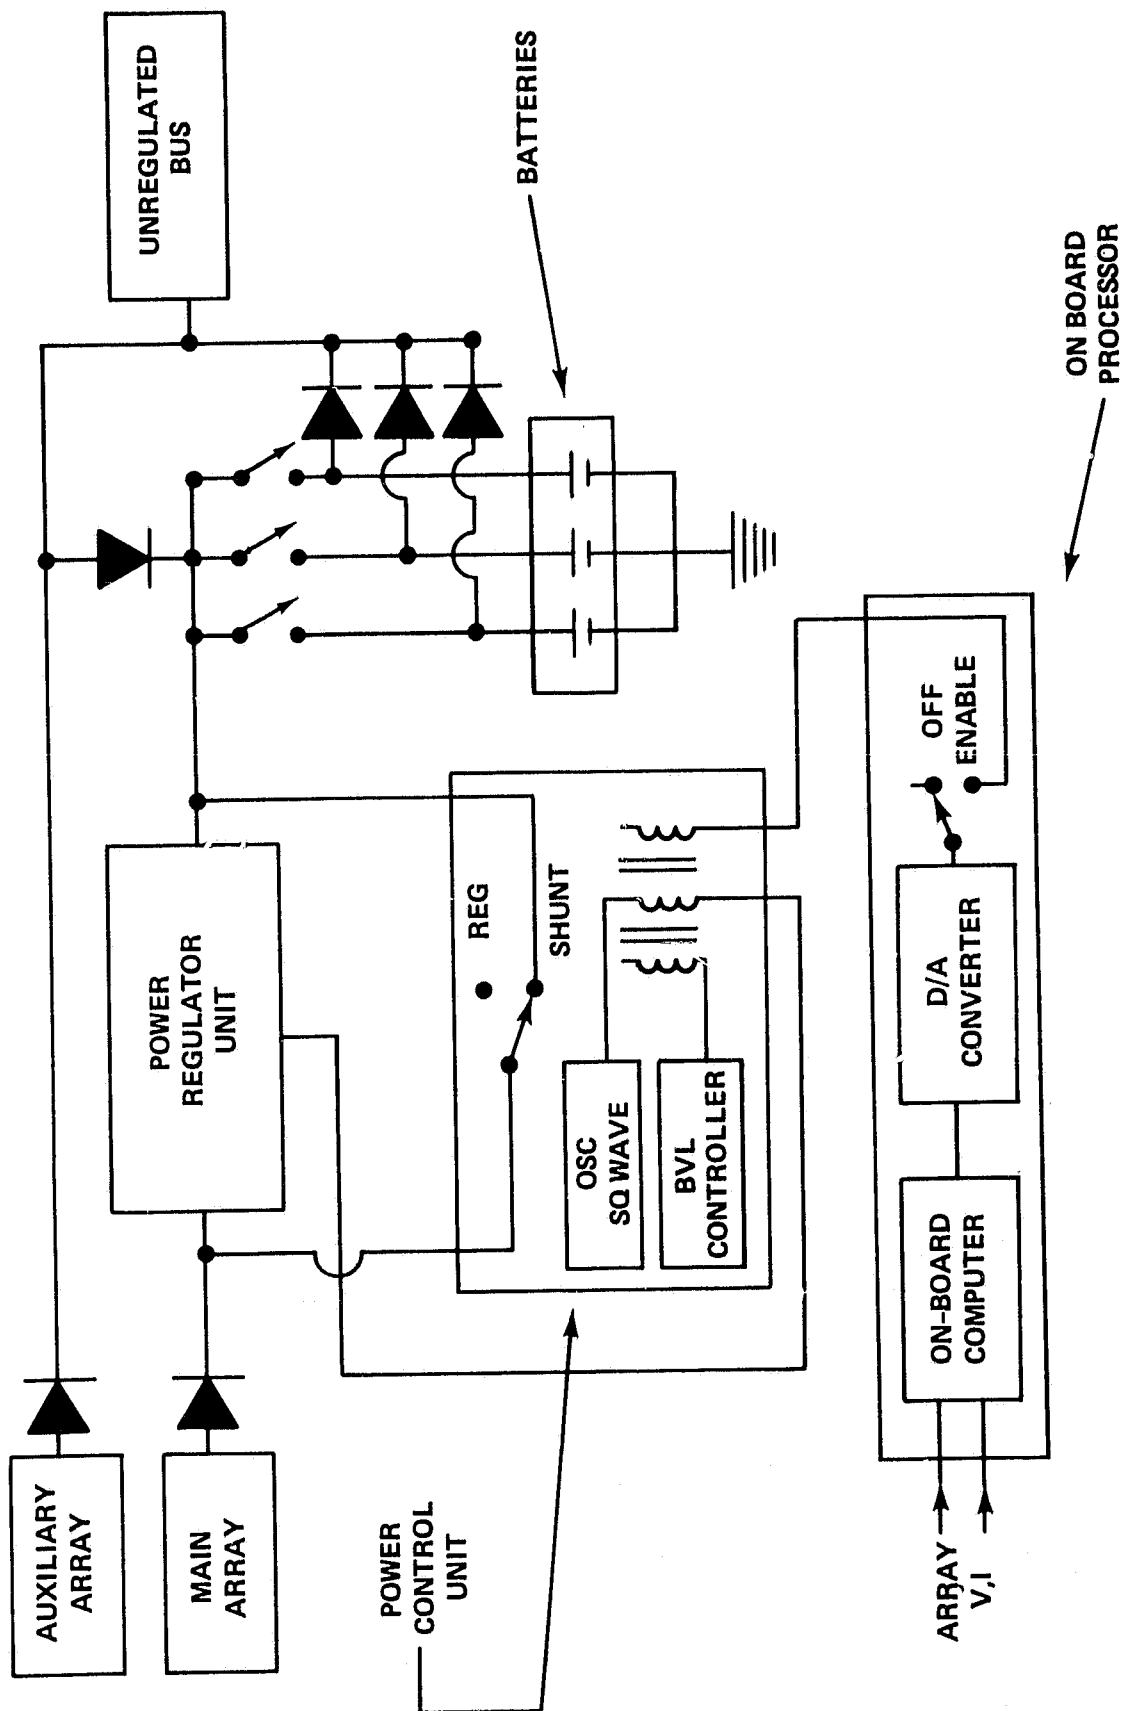 AUXILIARY
ARRAY
MAIN
ARRAY
POWER
REGULATOR
UNIT
UNREGULATED
BUS
POWER
CONTROL
UNIT
REG
SHUNT
OSC
SQ WAVE
BVL
CONTROLLER
BATTERIES
ARRAY
V,I
ON-BOARD
COMPUTER
D/A
CONVERTER
OFF
ENABLE
ON BOARD
PROCESSOR